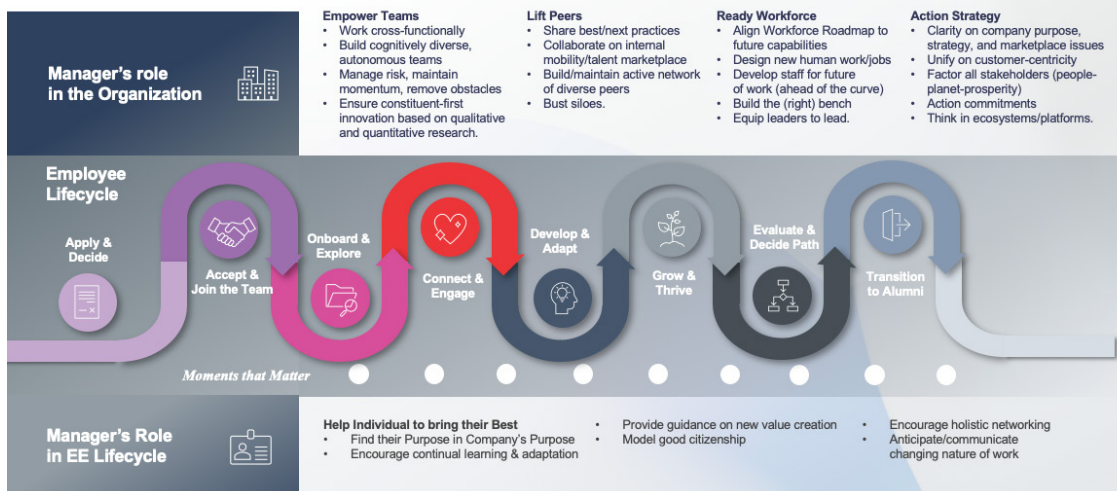 Manager's role
in the Organization
Empower Teams
• Work cross-functionally
• Build cognitively diverse,
autonomous teams
• Manage risk, maintain
momentum, remove obstacles
• Ensure constituent-first
innovation based on qualitative
and quantitative research.
Lift Peers
• Share best/next practices
• Collaborate on internal
mobility/talent marketplace
• Build/maintain active network
of diverse peers
• Bust siloes.
Ready Workforce
• Align Workforce Roadmap to
future capabilities
• Design new human work/jobs
• Develop staff for future
of work (ahead of the curve)
• Build the (right) bench
• Equip leaders to lead.
Action Strategy
• Clarity on company purpose,
strategy, and marketplace issues
• Unify on customer-centricity
• Factor all stakeholders (people-
planet-prosperity)
• Action commitments
• Think in ecosystems/platforms.
Employee
Lifecycle
Apply &
Decide
Accept &
Join the Team
Onboard &
Explore
Connect &
Engage
Develop &
Adapt
Grow &
Thrive
Evaluate &
Decide Path
Transition
to Alumni
Moments that Matter
Manager's Role
in EE Lifecycle
Help Individual to bring their Best
• Find their Purpose in Company's Purpose
• Encourage continual learning & adaptation
• Provide guidance on new value creation
• Model good citizenship
• Encourage holistic networking
• Anticipate/communicate
changing nature of work